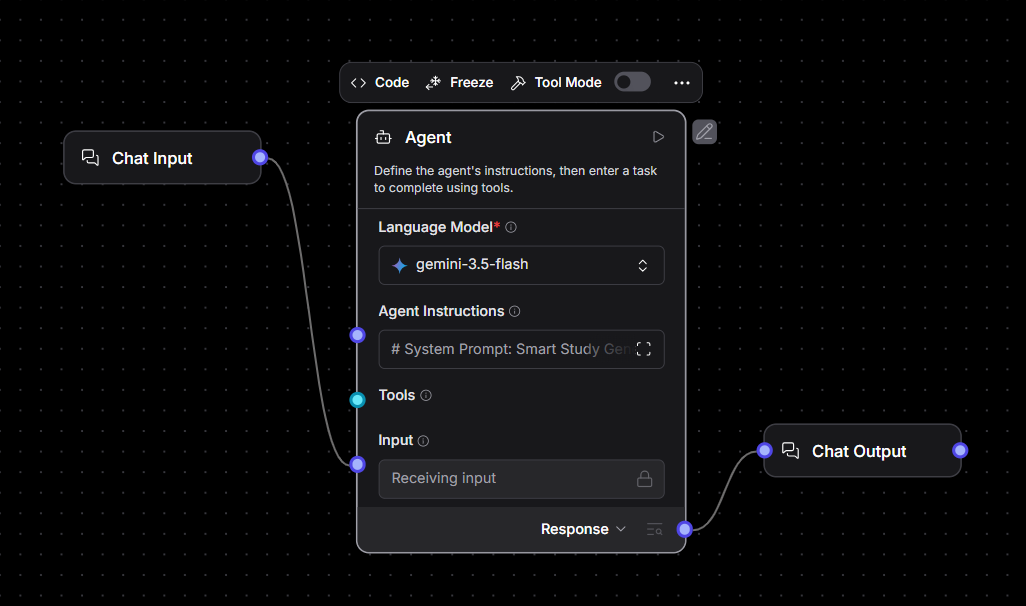 Code Freeze Tool Mode
Chat Input
Agent
Define the agent's instructions, then enter a task
to complete using tools.
Language Model*
gemini-3.5-flash
Agent Instructions
# System Prompt: Smart Study Gen
Tools
Input
Receiving input
Response
Chat Output